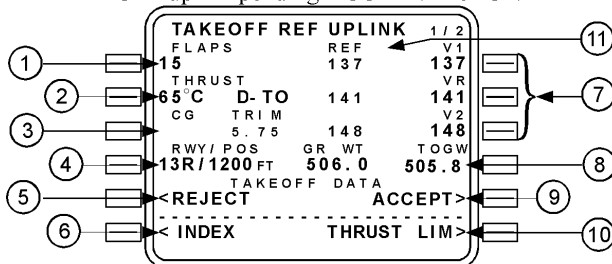 TAKEOFF REF UPLINK 1/2
FLAPS REF V1
15 137 137
THRUST VR
65°C D-TO 141 141
CG TRIM V2
5.75 148 148
RWY/POS GR WT TOGW
13R/1200 FT 506.0 505.8
TAKEOFF DATA
<REJECT ACCEPT>
< INDEX THRUST LIM>
1
2
3
4
5
6
11
7
8
9
10